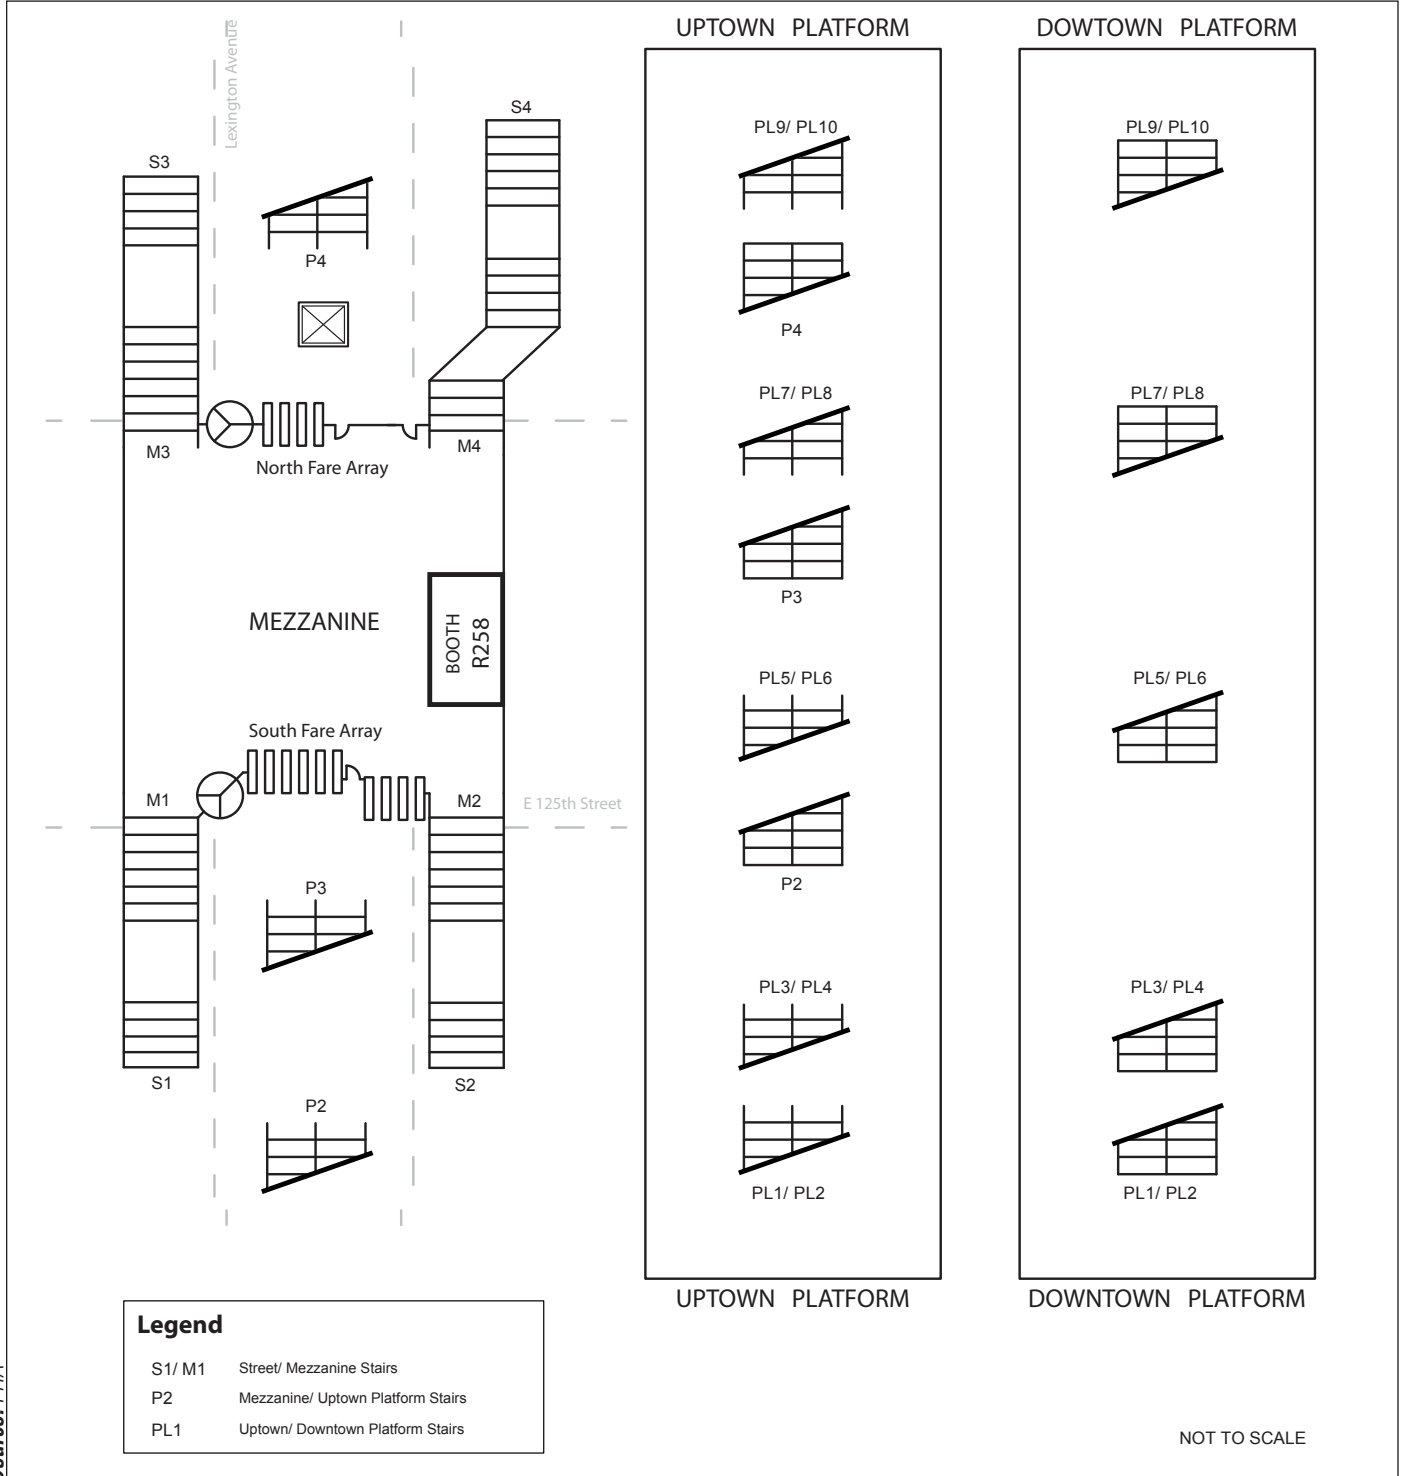 UPTOWN PLATFORM
DOWTOWN PLATFORM
Lexington Avenue
S4
S3
P4
M3
M4
North Fare Array
MEZZANINE
BOOTH
R258
South Fare Array
M1
M2
E 125th Street
P3
S1
S2
P2
PL9/ PL10
P4
PL7/ PL8
P3
PL5/ PL6
P2
PL3/ PL4
PL1/ PL2
PL9/ PL10
PL7/ PL8
PL5/ PL6
PL3/ PL4
PL1/ PL2
UPTOWN PLATFORM
DOWNTOWN PLATFORM
Legend
S1/ M1 Street/ Mezzanine Stairs
P2 Mezzanine/ Uptown Platform Stairs
PL1 Uptown/ Downtown Platform Stairs
NOT TO SCALE